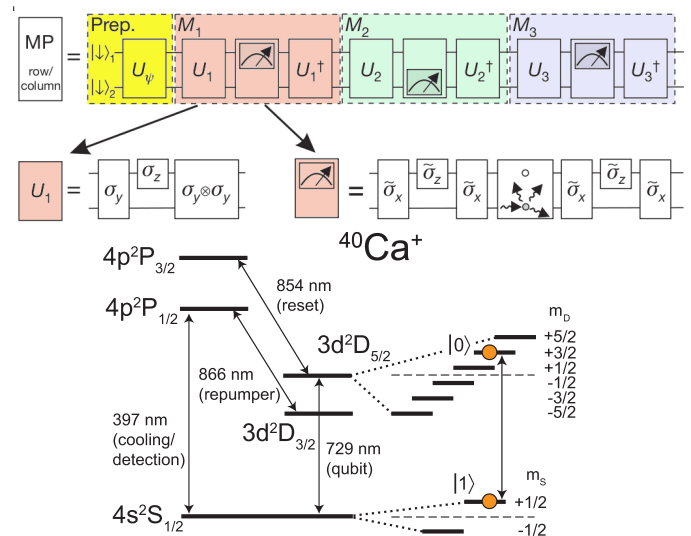 Prep. M₁ M₂ M₃
MP
row/
column
=
|↓⟩₁
|↓⟩₂
Uψ U₁ U₁† U₂ U₂† U₃ U₃†
U₁ = σy σz σy⊗σy
= σ̃x σ̃z σ̃x σ̃x σ̃z σ̃x
⁴⁰Ca⁺
4p²P₃/₂
854 nm
(reset)
4p²P₁/₂
3d²D₅/₂
|0⟩
mD
+5/2
+3/2
+1/2
-1/2
-3/2
-5/2
866 nm
(repumper)
3d²D₃/₂
397 nm
(cooling/
detection)
729 nm
(qubit)
|1⟩
mS
+1/2
-1/2
4s²S₁/₂